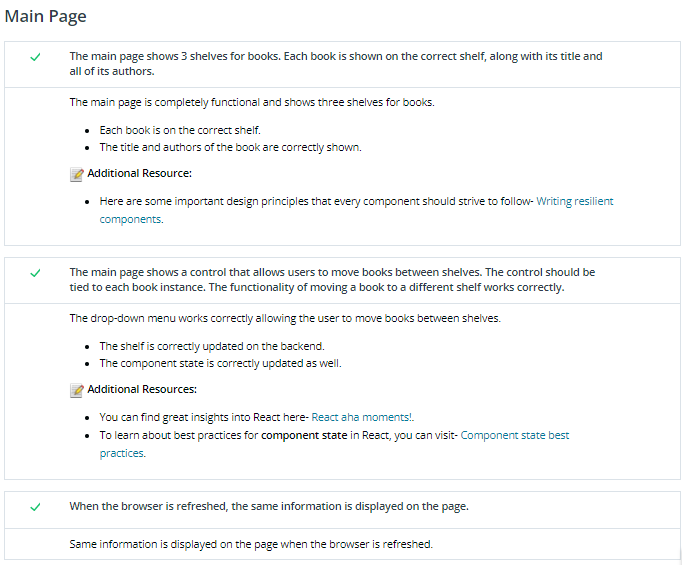 Main Page
The main page shows 3 shelves for books. Each book is shown on the correct shelf, along with its title and
all of its authors.
The main page is completely functional and shows three shelves for books.
Each book is on the correct shelf.
The title and authors of the book are correctly shown.
Additional Resource:
Here are some important design principles that every component should strive to follow- Writing resilient
components.
The main page shows a control that allows users to move books between shelves. The control should be
tied to each book instance. The functionality of moving a book to a different shelf works correctly.
The drop-down menu works correctly allowing the user to move books between shelves.
The shelf is correctly updated on the backend.
The component state is correctly updated as well.
Additional Resources:
You can find great insights into React here- React aha moments!.
To learn about best practices for component state in React, you can visit- Component state best
practices.
When the browser is refreshed, the same information is displayed on the page.
Same information is displayed on the page when the browser is refreshed.